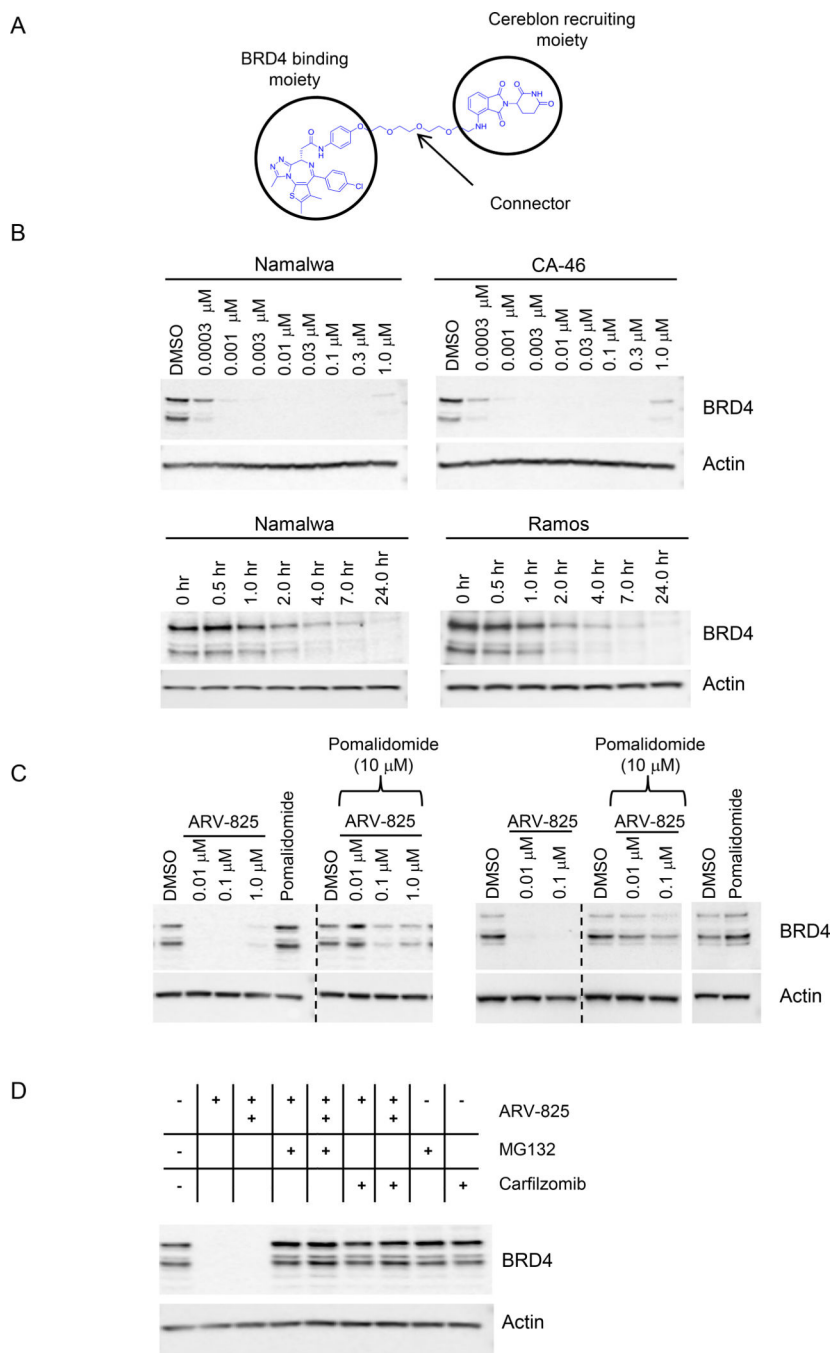 A
Cereblon recruiting
moiety
BRD4 binding
moiety
O
O
NH
N
O
O
NH
O
O
O
O
O
N
H
N
N
N
N
S
Cl
Connector
B
Namalwa
DMSO
0.0003 µM
0.001 µM
0.003 µM
0.01 µM
0.03 µM
0.1 µM
0.3 µM
1.0 µM
CA-46
DMSO
0.0003 µM
0.001 µM
0.003 µM
0.01 µM
0.03 µM
0.1 µM
0.3 µM
1.0 µM
BRD4
Actin
Namalwa
0 hr
0.5 hr
1.0 hr
2.0 hr
4.0 hr
7.0 hr
24.0 hr
Ramos
0 hr
0.5 hr
1.0 hr
2.0 hr
4.0 hr
7.0 hr
24.0 hr
BRD4
Actin
C
Pomalidomide
(10 µM)
ARV-825
DMSO
0.01 µM
0.1 µM
1.0 µM
Pomalidomide
ARV-825
DMSO
0.01 µM
0.1 µM
1.0 µM
Pomalidomide
(10 µM)
ARV-825
DMSO
0.01 µM
0.1 µM
ARV-825
DMSO
0.01 µM
0.1 µM
DMSO
Pomalidomide
BRD4
Actin
D
- + + + + + + - - ARV-825
+ + +
- + + + MG132
- + + + Carfilzomib
BRD4
Actin